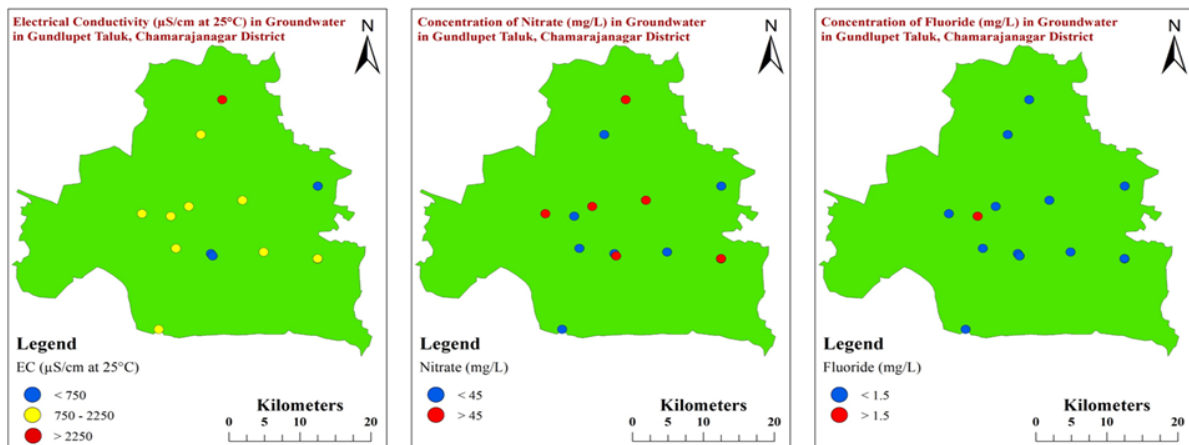 Electrical Conductivity (µS/cm at 25°C) in Groundwater
in Gundlupet Taluk, Chamarajanagar District
N
Legend
EC (µS/cm at 25°C)
< 750
750 - 2250
> 2250
Kilometers
0 5 10 20
Concentration of Nitrate (mg/L) in Groundwater
in Gundlupet Taluk, Chamarajanagar District
N
Legend
Nitrate (mg/L)
< 45
> 45
Kilometers
0 5 10 20
Concentration of Fluoride (mg/L) in Groundwater
in Gundlupet Taluk, Chamarajanagar District
N
Legend
Fluoride (mg/L)
< 1.5
> 1.5
Kilometers
0 5 10 20